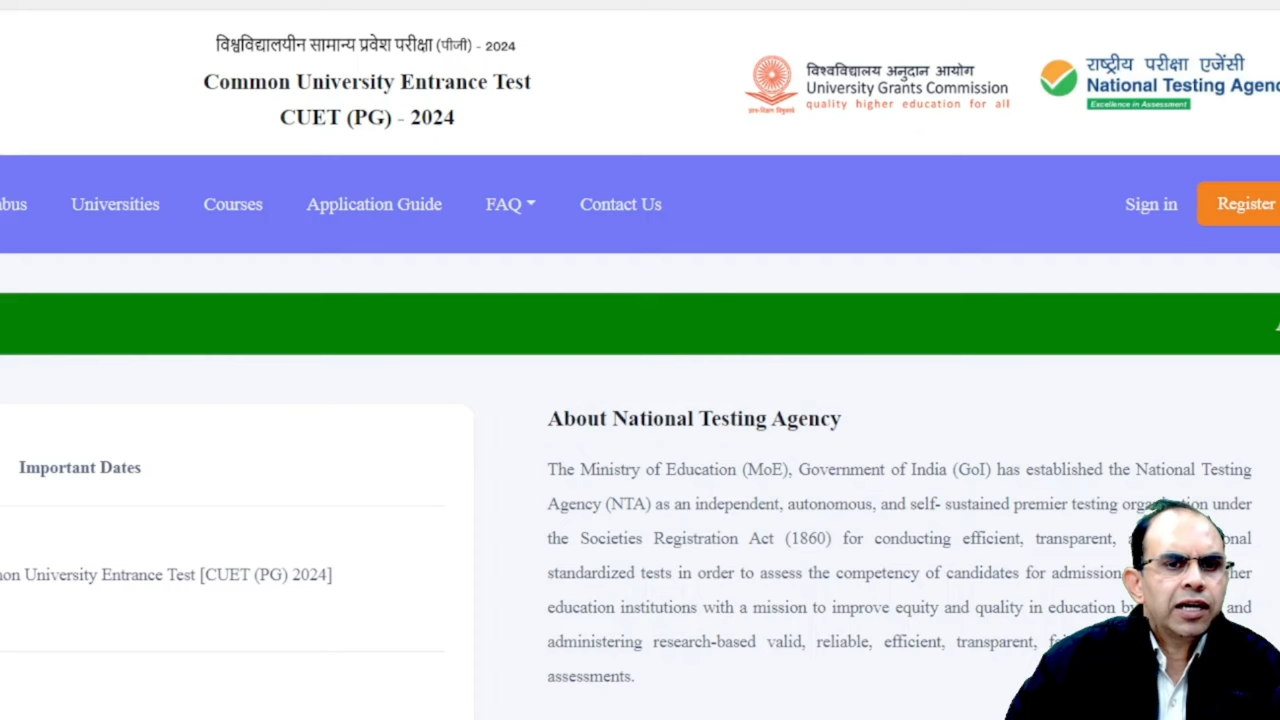 विश्वविद्यालयीन सामान्य प्रवेश परीक्षा (पीजी) - 2024
Common University Entrance Test
CUET (PG) - 2024
विश्वविद्यालय अनुदान आयोग
University Grants Commission
quality higher education for all
ज्ञान-विज्ञान विमुक्तये
राष्ट्रीय परीक्षा एजेंसी
National Testing Agenc
Excellence in Assessment
abus Universities Courses Application Guide FAQ Contact Us Sign in Register
Important Dates
on University Entrance Test [CUET (PG) 2024]
About National Testing Agency
The Ministry of Education (MoE), Government of India (GoI) has established the National Testing
Agency (NTA) as an independent, autonomous, and self- sustained premier testing under
the Societies Registration Act (1860) for conducting efficient, transparent,
standardized tests in order to assess the competency of candidates for admission
education institutions with a mission to improve equity and quality in education and
administering research-based valid, reliable, efficient, transparent,
assessments.